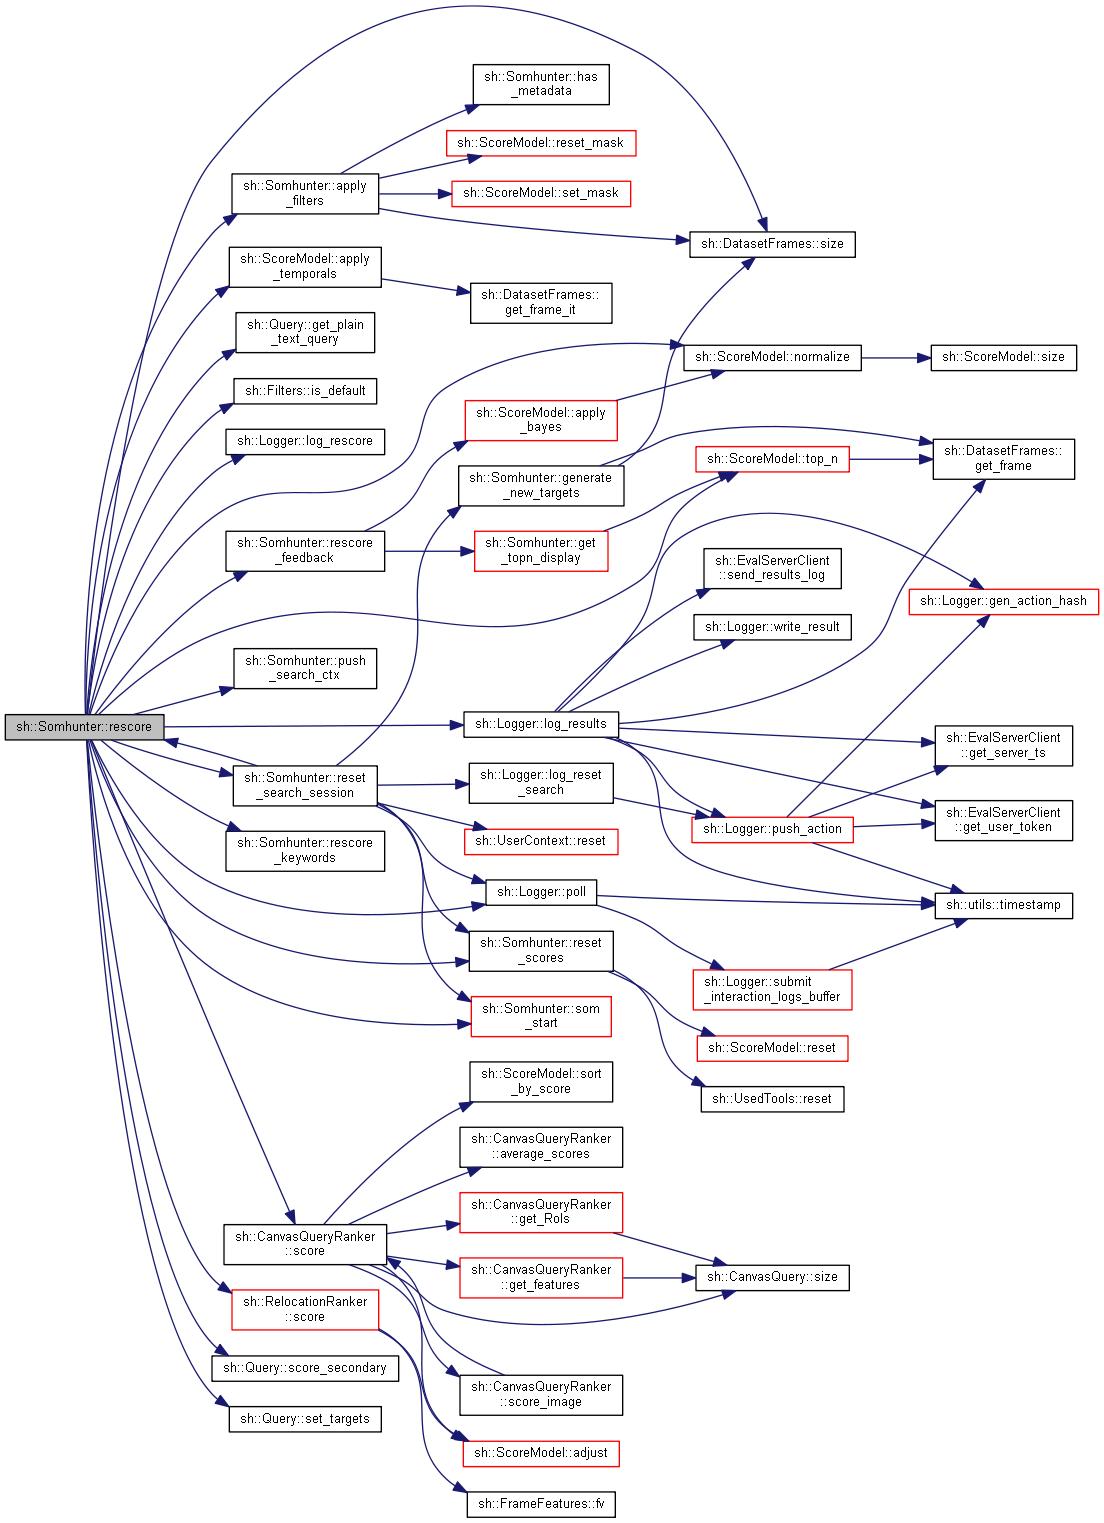 sh::Somhunter::has
_metadata
sh::ScoreModel::reset_mask
sh::Somhunter::apply
_filters
sh::ScoreModel::set_mask
sh::DatasetFrames::size
sh::ScoreModel::apply
_temporals
sh::DatasetFrames::
get_frame_it
sh::Query::get_plain
_text_query
sh::ScoreModel::normalize
sh::ScoreModel::size
sh::Filters::is_default
sh::ScoreModel::apply
_bayes
sh::Logger::log_rescore
sh::DatasetFrames::
get_frame
sh::ScoreModel::top_n
sh::Somhunter::generate
_new_targets
sh::Somhunter::rescore
_feedback
sh::Somhunter::get
_topn_display
sh::EvalServerClient
::send_results_log
sh::Logger::gen_action_hash
sh::Logger::write_result
sh::Somhunter::push
_search_ctx
sh::Somhunter::rescore
sh::Logger::log_results
sh::EvalServerClient
::get_server_ts
sh::Somhunter::reset
_search_session
sh::Logger::log_reset
_search
sh::EvalServerClient
::get_user_token
sh::Logger::push_action
sh::UserContext::reset
sh::Somhunter::rescore
_keywords
sh::Logger::poll
sh::utils::timestamp
sh::Somhunter::reset
_scores
sh::Logger::submit
_interaction_logs_buffer
sh::Somhunter::som
_start
sh::ScoreModel::reset
sh::ScoreModel::sort
_by_score
sh::UsedTools::reset
sh::CanvasQueryRanker
::average_scores
sh::CanvasQueryRanker
::get_RoIs
sh::CanvasQueryRanker
::score
sh::CanvasQueryRanker
::get_features
sh::CanvasQuery::size
sh::RelocationRanker
::score
sh::Query::score_secondary
sh::CanvasQueryRanker
::score_image
sh::Query::set_targets
sh::ScoreModel::adjust
sh::FrameFeatures::fv